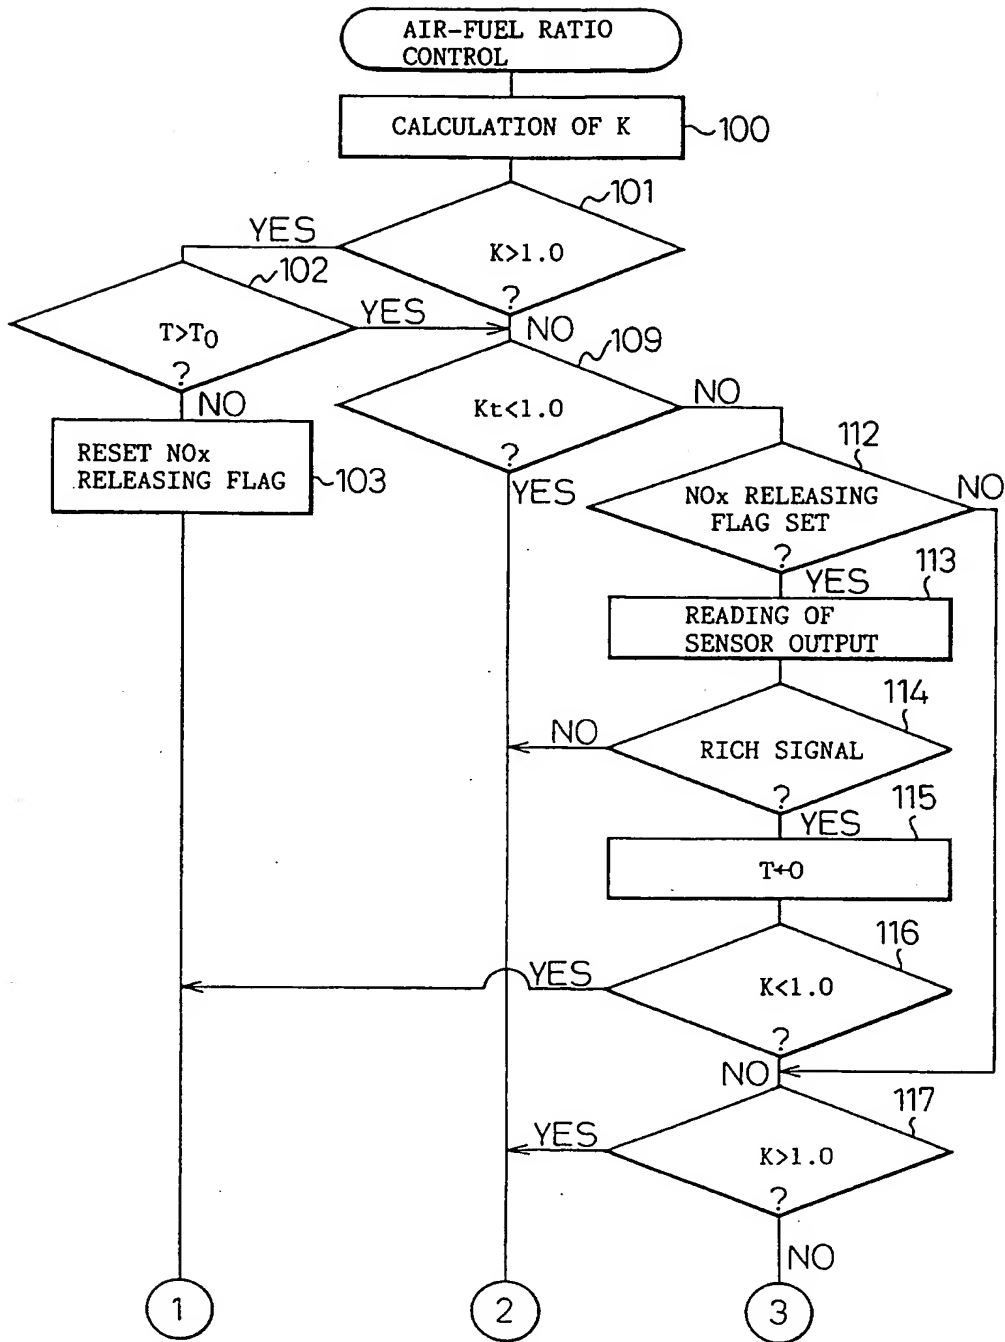 AIR-FUEL RATIO
CONTROL
CALCULATION OF K
100
101
YES
K>1.0
?
102
YES
NO
T>T0
?
NO
109
Kt<1.0
?
NO
YES
RESET NOx
RELEASING FLAG
103
112
NOx RELEASING
FLAG SET
?
NO
YES
113
READING OF
SENSOR OUTPUT
114
NO
RICH SIGNAL
?
YES
115
T←0
116
YES
K<1.0
?
NO
117
YES
K>1.0
?
NO
1
2
3